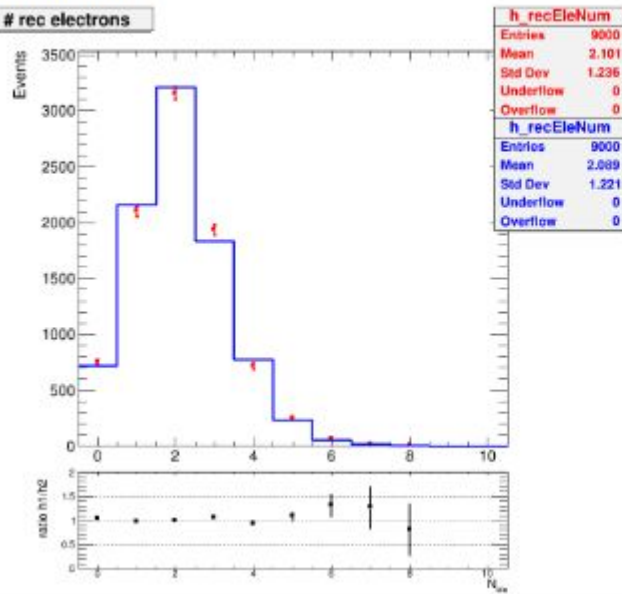 # rec electrons
h_recEleNum
Entries 9000
Mean 2.101
Std Dev 1.236
Underflow 0
Overflow 0
h_recEleNum
Entries 9000
Mean 2.089
Std Dev 1.221
Underflow 0
Overflow 0
Events
3500
3000
2500
2000
1500
1000
500
0
0 2 4 6 8 10
ratio h1/h2
2
1.5
1
0.5
0
0 2 4 6 8 10